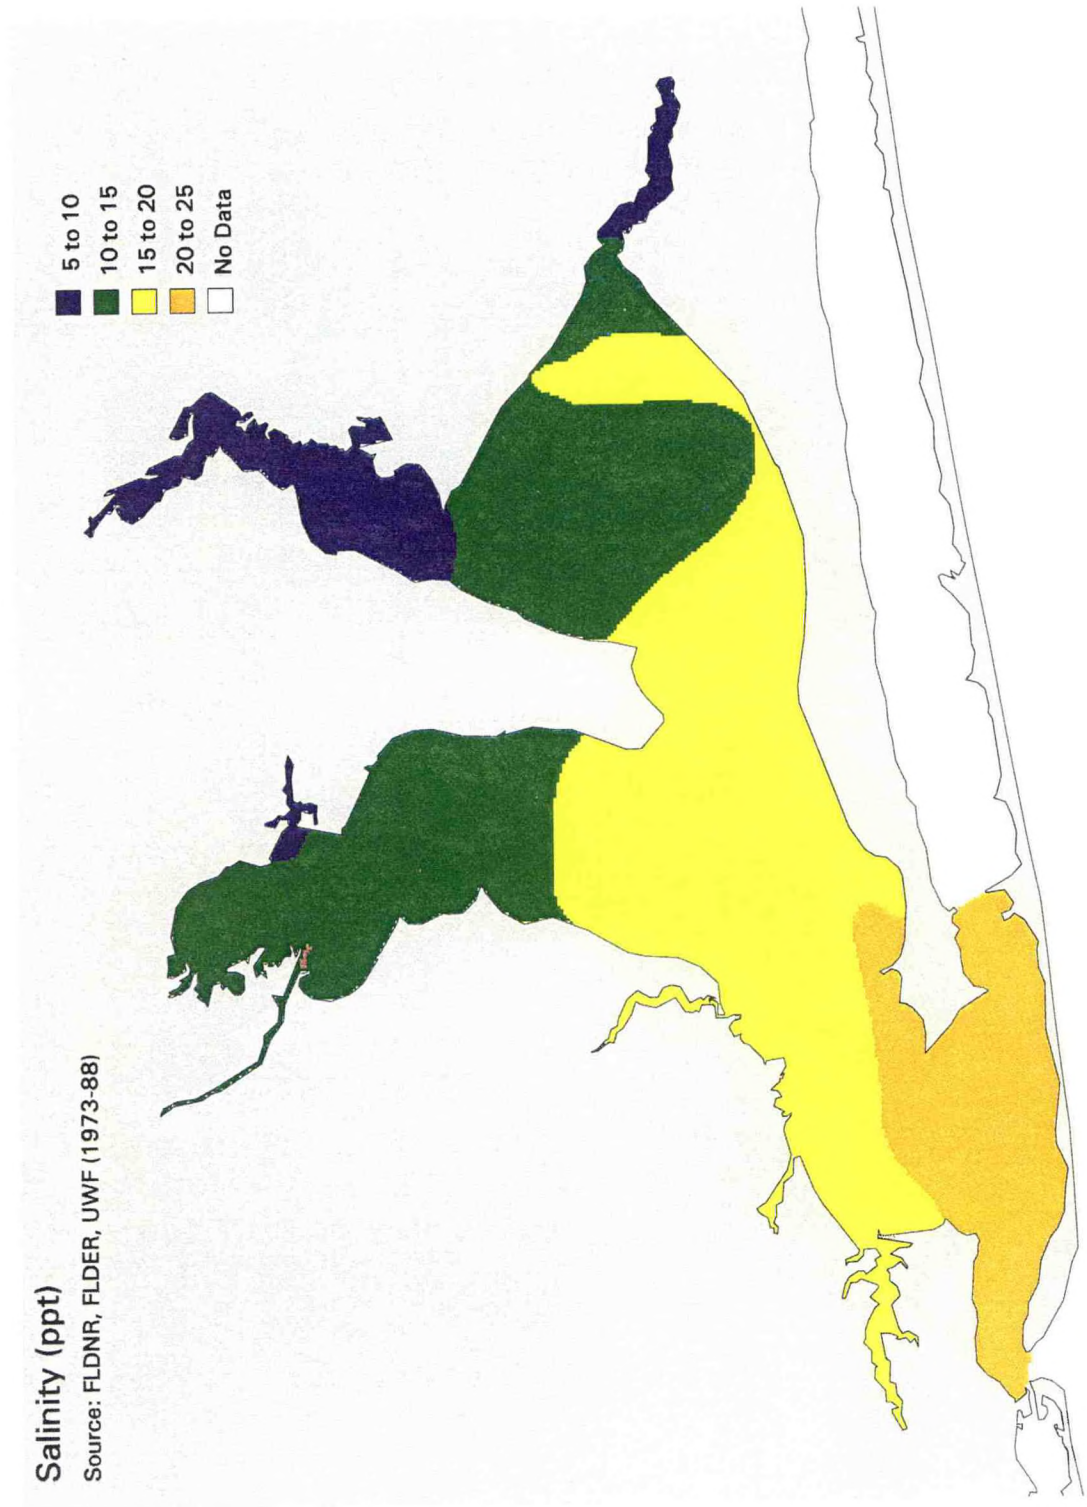 Salinity (ppt)
Source: FLDNR, FLDER, UWF (1973-88)
5 to 10
10 to 15
15 to 20
20 to 25
No Data